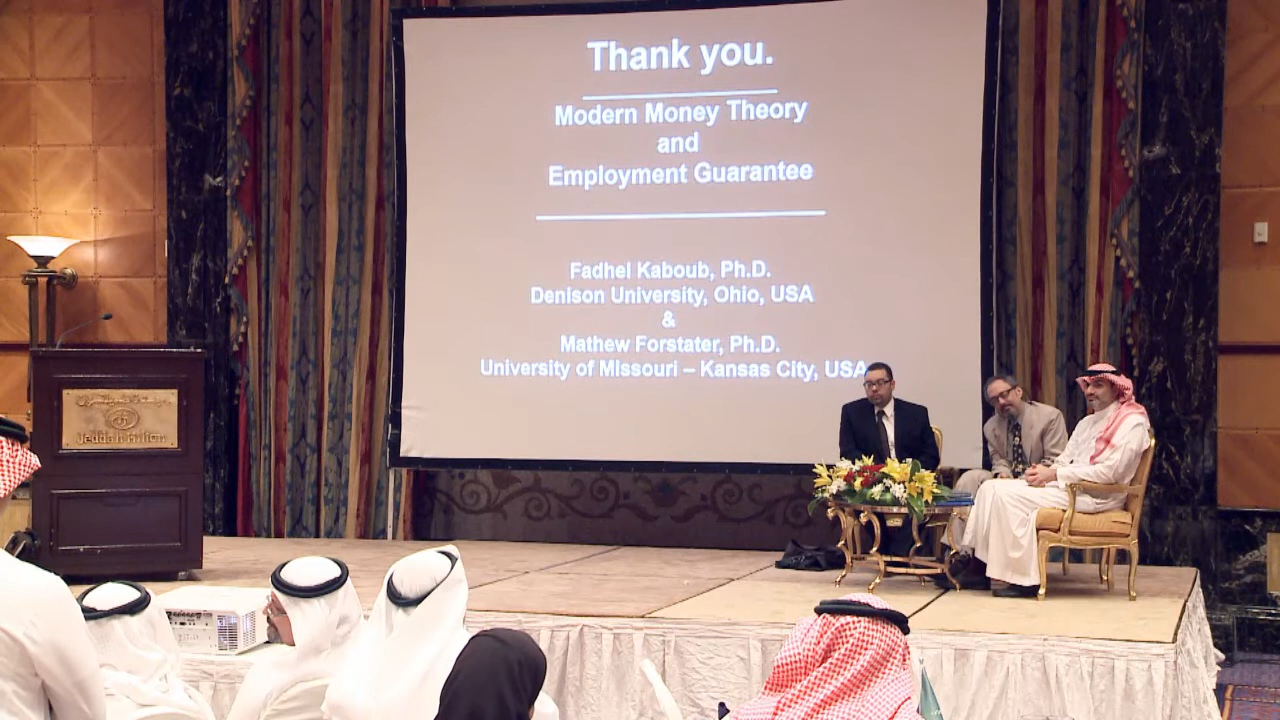 Thank you.
Modern Money Theory
and
Employment Guarantee
Fadhel Kaboub, Ph.D.
Denison University, Ohio, USA
&
Mathew Forstater, Ph.D.
University of Missouri – Kansas City, USA
Jeddah Hilton